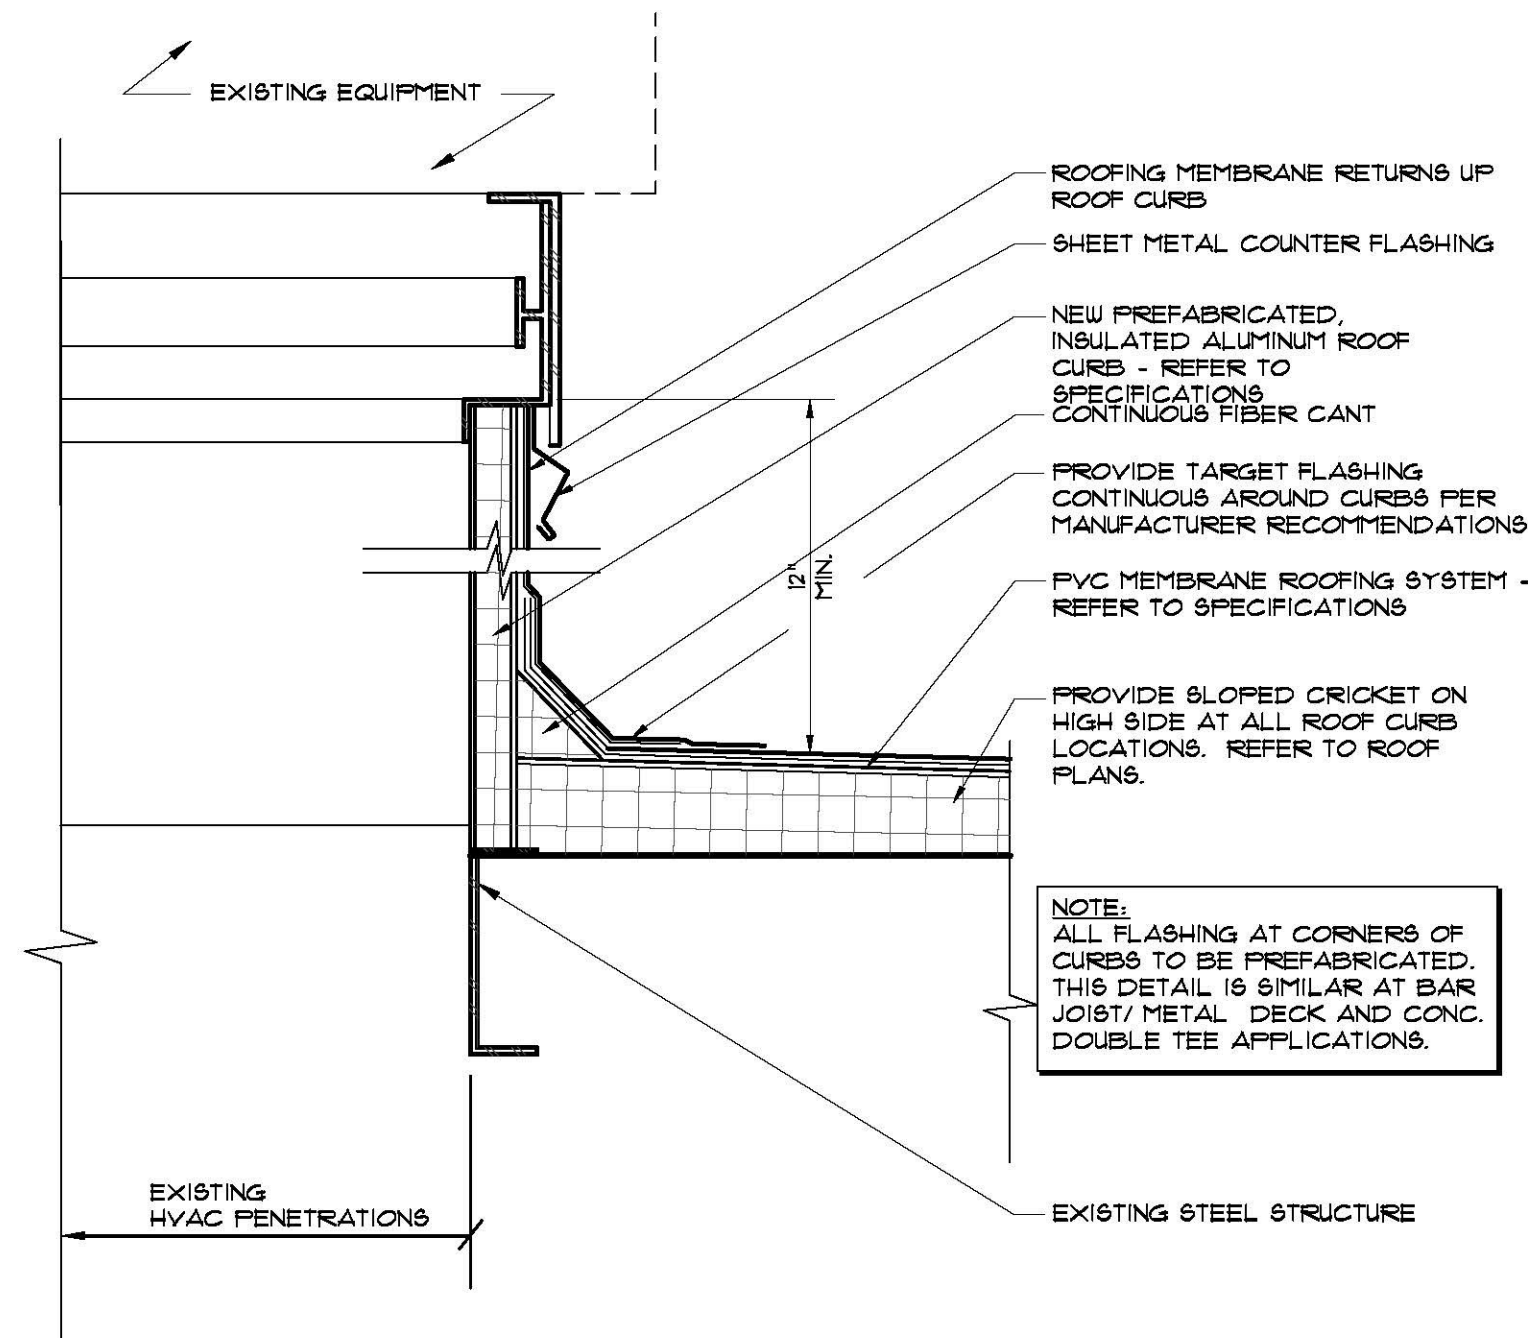 EXISTING EQUIPMENT
ROOFING MEMBRANE RETURNS UP
ROOF CURB
SHEET METAL COUNTER FLASHING
NEW PREFABRICATED,
INSULATED ALUMINUM ROOF
CURB - REFER TO
SPECIFICATIONS
CONTINUOUS FIBER CANT
PROVIDE TARGET FLASHING
CONTINUOUS AROUND CURBS PER
MANUFACTURER RECOMMENDATIONS
12"
MIN.
PVC MEMBRANE ROOFING SYSTEM -
REFER TO SPECIFICATIONS
PROVIDE SLOPED CRICKET ON
HIGH SIDE AT ALL ROOF CURB
LOCATIONS. REFER TO ROOF
PLANS.
NOTE:
ALL FLASHING AT CORNERS OF
CURBS TO BE PREFABRICATED.
THIS DETAIL IS SIMILAR AT BAR
JOIST/ METAL DECK AND CONC.
DOUBLE TEE APPLICATIONS.
EXISTING
HVAC PENETRATIONS
EXISTING STEEL STRUCTURE